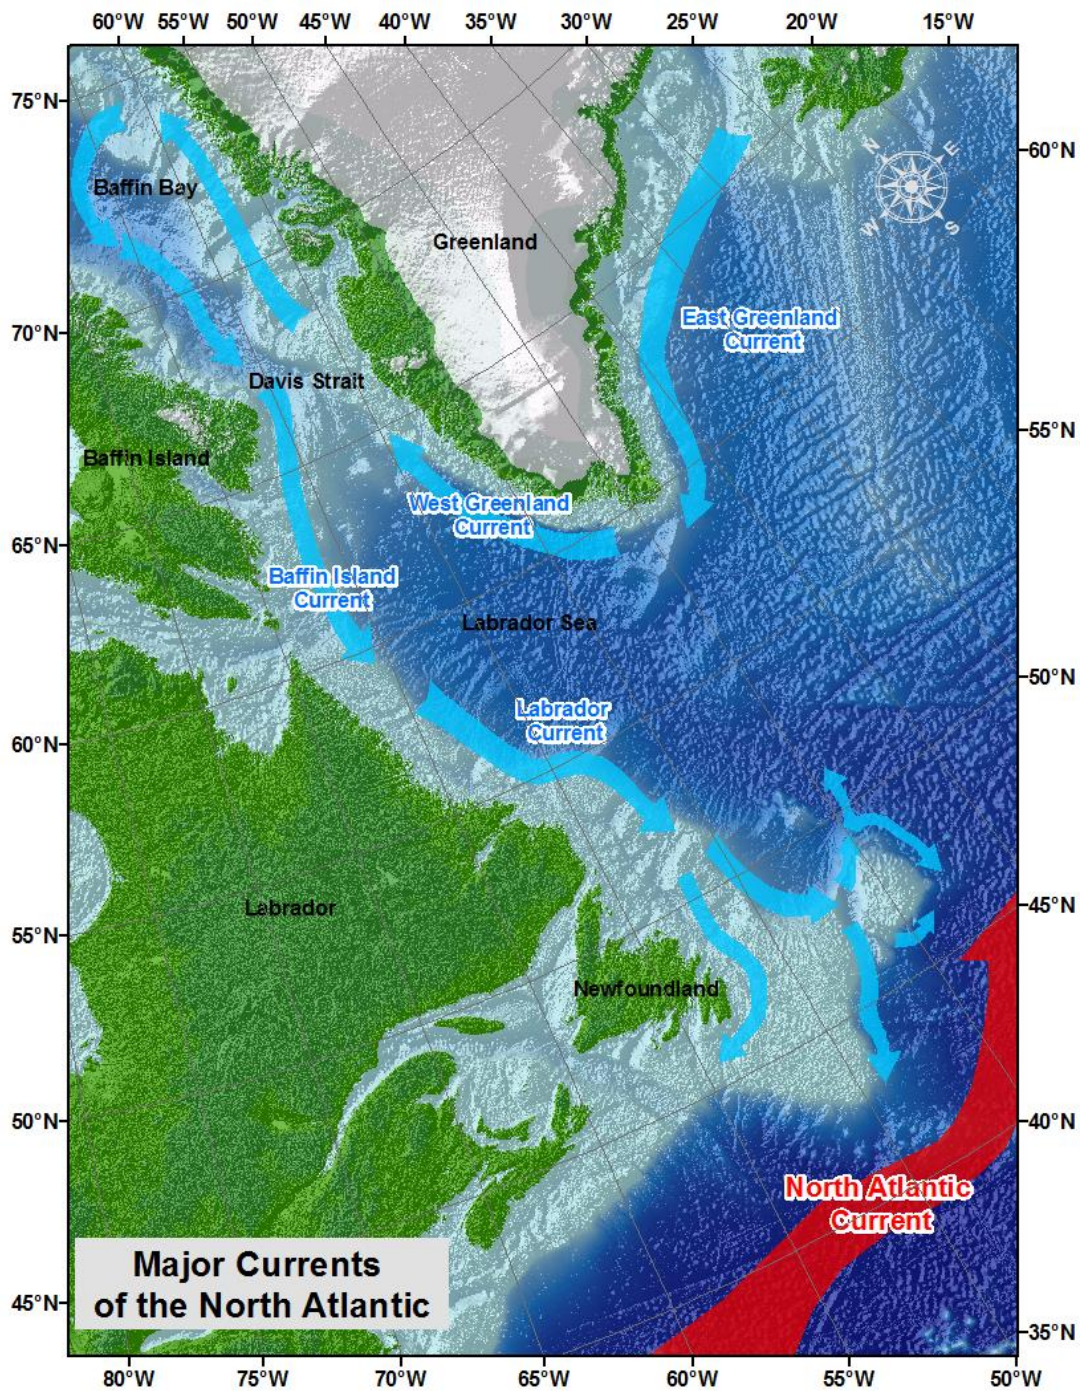 60°W 55°W 50°W 45°W 40°W 35°W 30°W 25°W 20°W 15°W
75°N
60°N
N
E
W
S
Baffin Bay
Greenland
East Greenland
Current
70°N
Davis Strait
55°N
Baffin Island
West Greenland
Current
65°N
Baffin Island
Current
Labrador Sea
50°N
Labrador
Current
60°N
45°N
Labrador
55°N
Newfoundland
50°N
40°N
North Atlantic
Current
Major Currents
of the North Atlantic
45°N
35°N
80°W 75°W 70°W 65°W 60°W 55°W 50°W